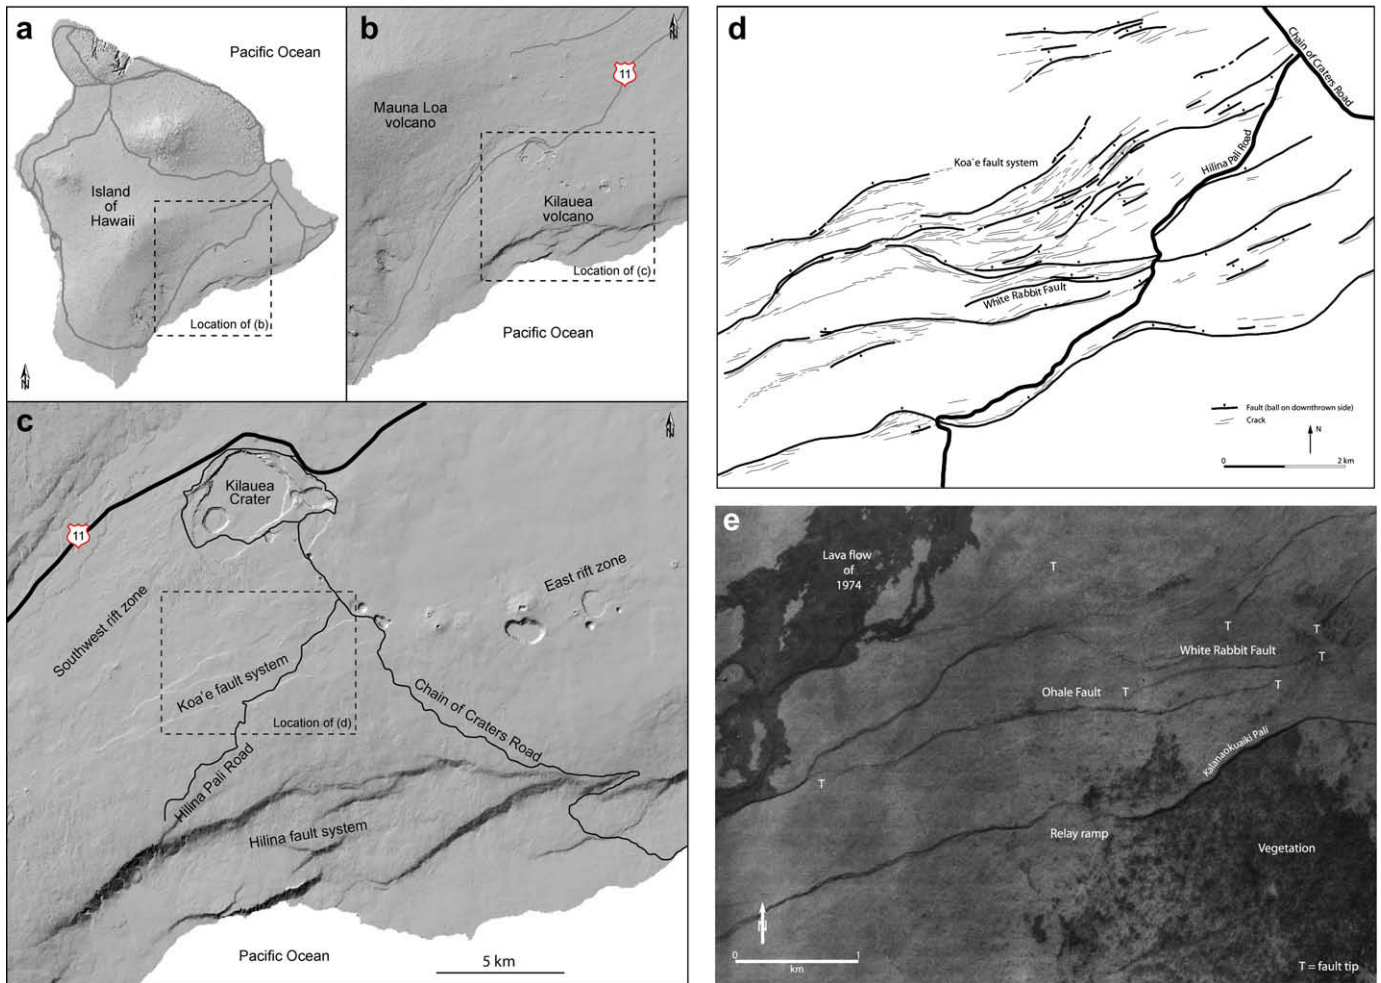 a
Pacific Ocean
Island
of
Hawaii
Location of (b)
N
b
11
Mauna Loa
volcano
Kilauea
volcano
Location of (c)
Pacific Ocean
N
c
Kilauea
Crater
11
Southwest rift zone
East rift zone
Koa'e fault system
Location of (d)
Chain of Craters Road
Hilina Pali Road
Hilina fault system
Pacific Ocean
5 km
N
d
Chain of Craters Road
Hilina Pali Road
Koa'e fault system
White Rabbit Fault
Fault (ball on downthrown side)
Crack
N
0 2 km
e
Lava flow
of
1974
T
T
T
White Rabbit Fault
T
Ohale Fault
T
T
T
Kalanaokuaiki Pali
Relay ramp
Vegetation
N
0 1
km
T = fault tip